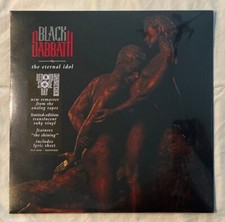 BLACK
SABBATH
the eternal idol
RECORD
STORE
DAY
new remaster
from the
analog tapes
limited-edition
translucent
ruby vinyl
features
"the shining"
includes
lyric sheet